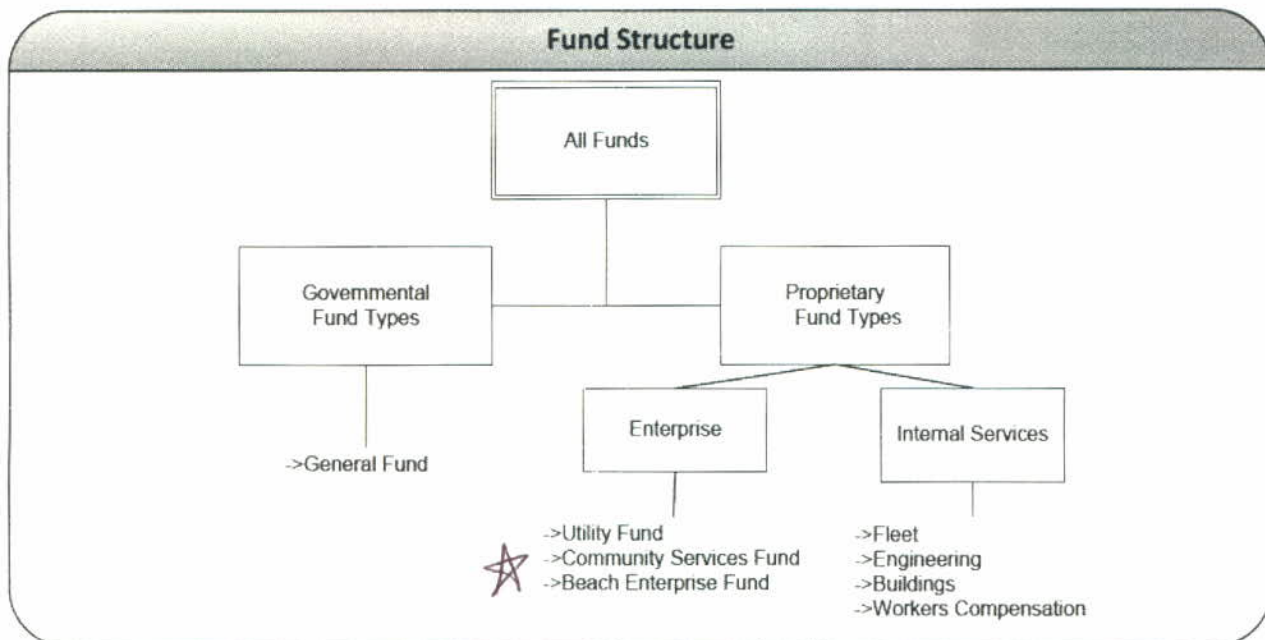 Fund Structure
All Funds
Governmental
Fund Types
Proprietary
Fund Types
Enterprise
Internal Services
->General Fund
->Utility Fund
->Community Services Fund
->Beach Enterprise Fund
->Fleet
->Engineering
->Buildings
->Workers Compensation